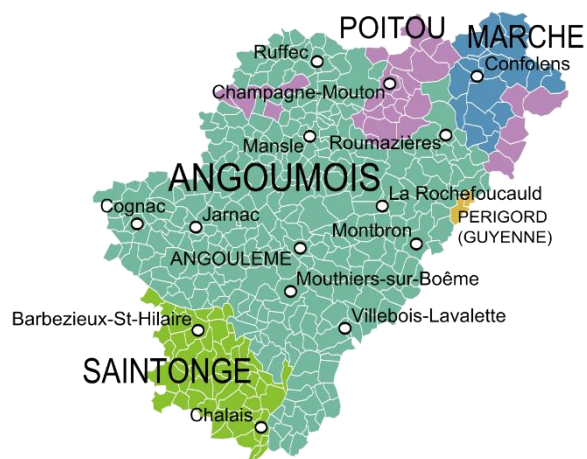 POITOU
MARCHE
Ruffec
Confolens
Champagne-Mouton
Mansle
Roumazières
ANGOUMOIS
La Rochefoucauld
Cognac
Jarnac
PERIGORD
(GUYENNE)
Montbron
ANGOULEME
Mouthiers-sur-Boême
Barbezieux-St-Hilaire
Villebois-Lavalette
SAINTONGE
Chalais